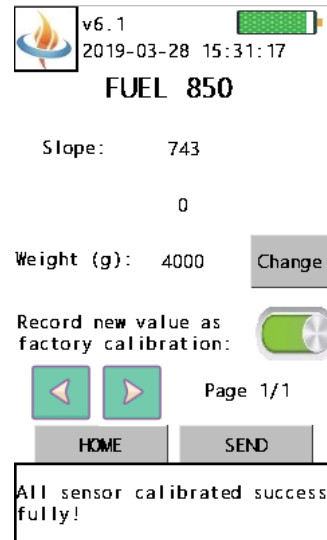 v6.1
2019-03-28 15:31:17
FUEL 850
Slope: 743
0
Weight (g): 4000 Change
Record new value as
factory calibration:
Page 1/1
HOME SEND
All sensor calibrated success
fully!